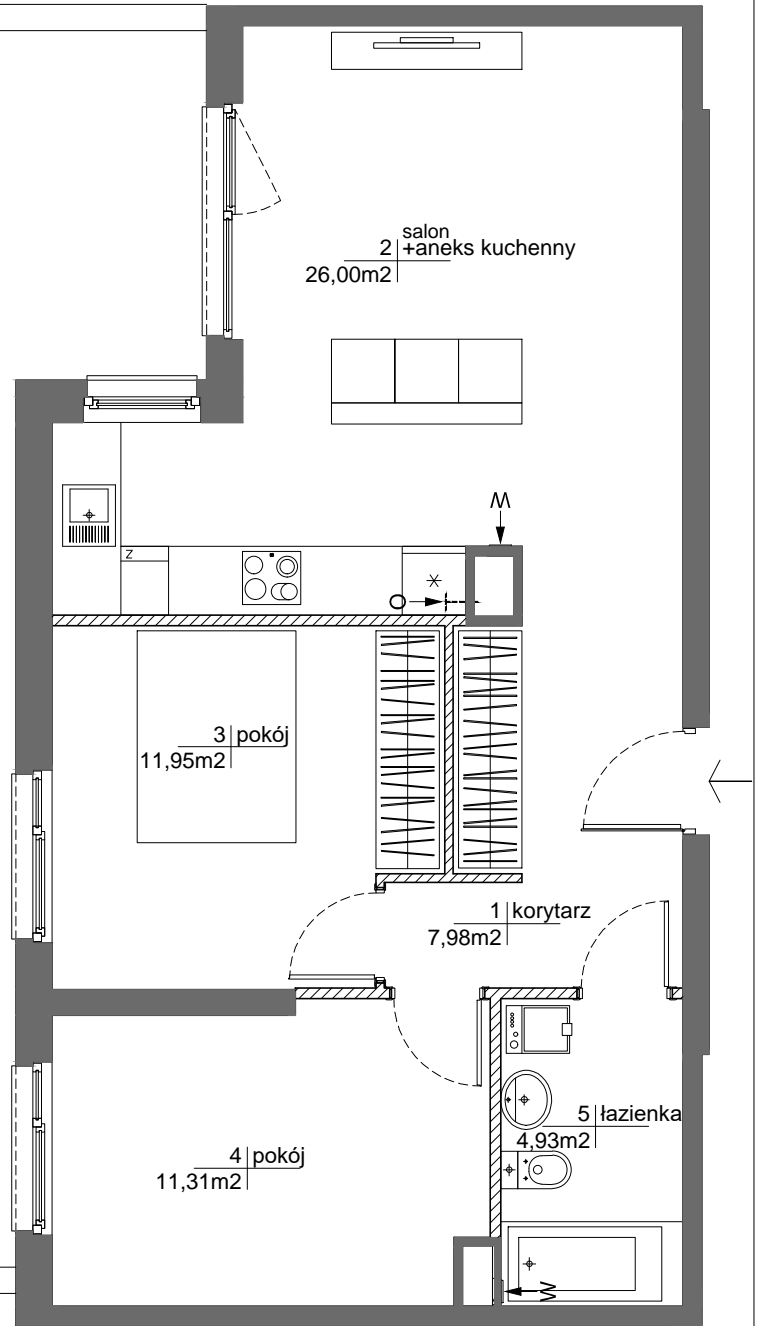 salon
2 +aneks kuchenny
26,00m2
W
Z
O
3 pokój
11,95m2
1 korytarz
7,98m2
5 łazienka
4,93m2
4 pokój
11,31m2
W